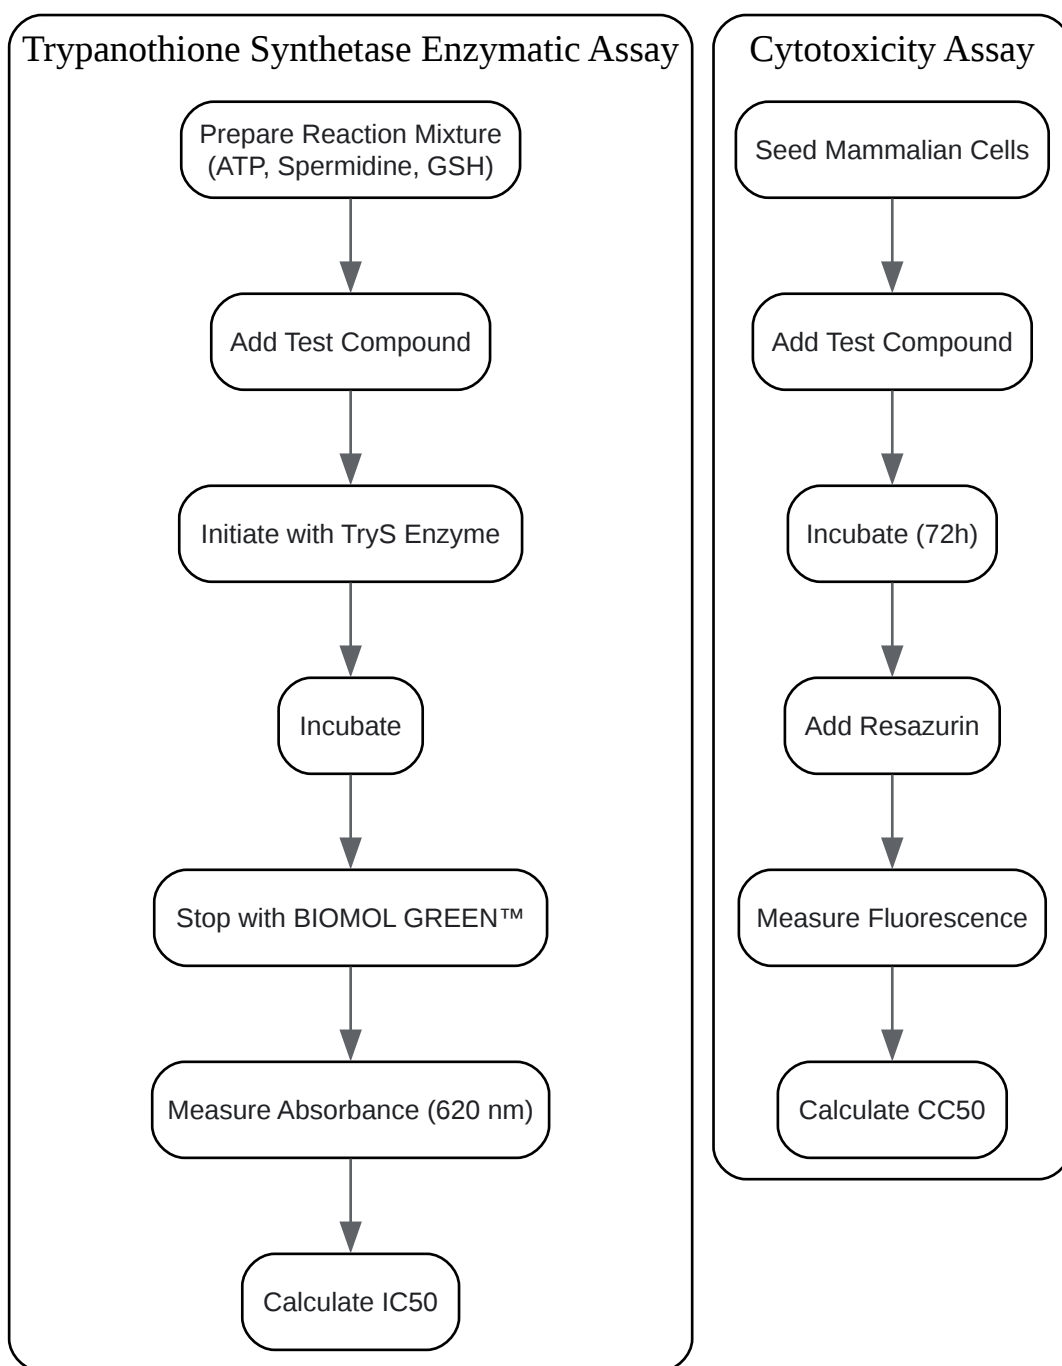 Trypanothione Synthetase Enzymatic Assay
Prepare Reaction Mixture
(ATP, Spermidine, GSH)
Add Test Compound
Initiate with TryS Enzyme
Incubate
Stop with BIOMOL GREEN™
Measure Absorbance (620 nm)
Calculate IC50
Cytotoxicity Assay
Seed Mammalian Cells
Add Test Compound
Incubate (72h)
Add Resazurin
Measure Fluorescence
Calculate CC50